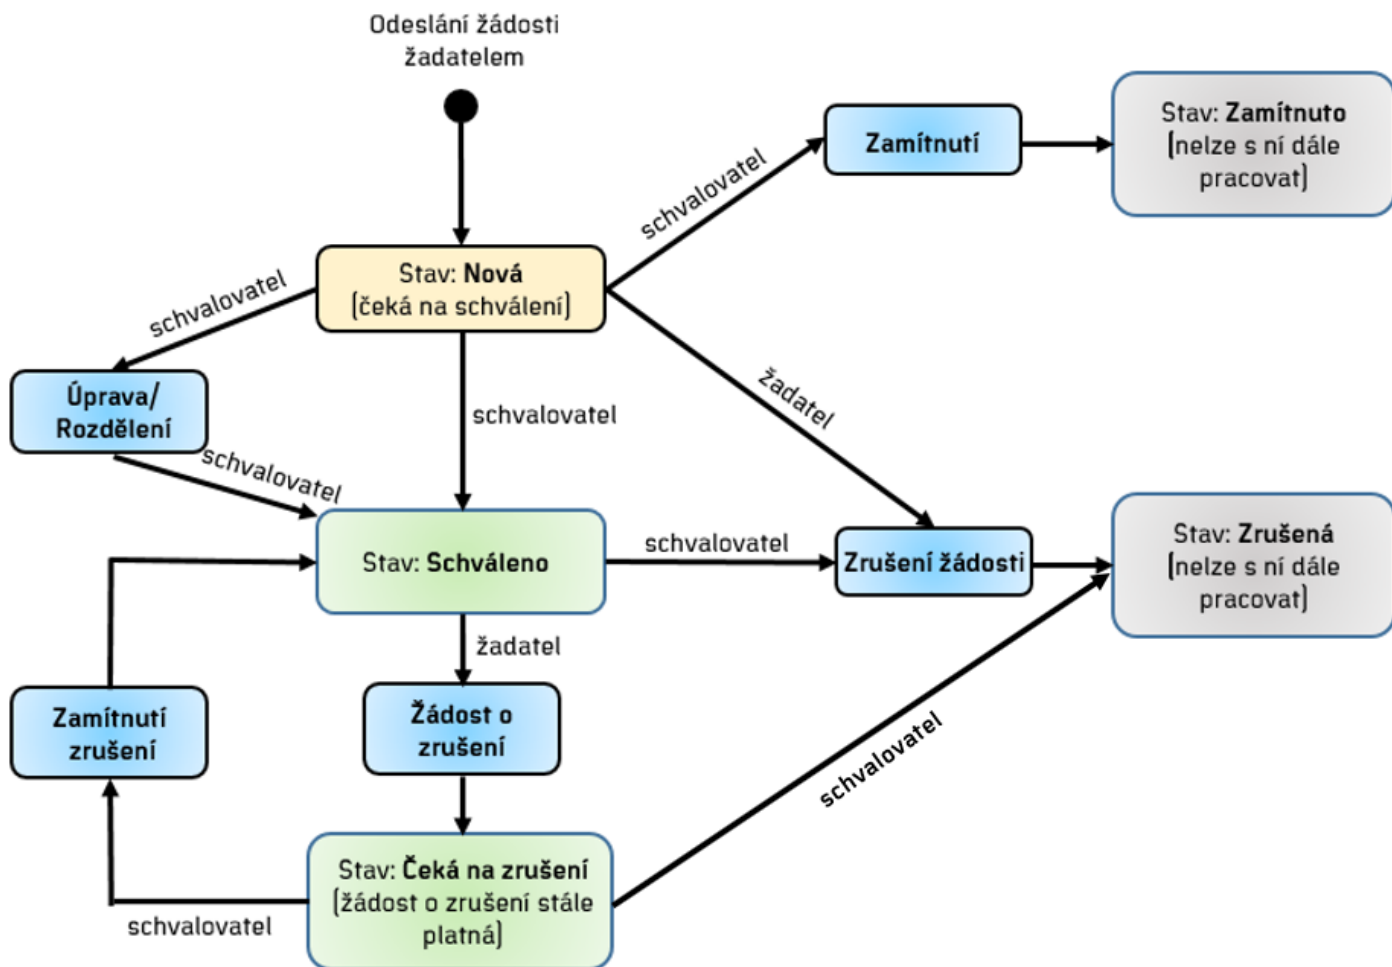 Odeslání žádosti
žadatelem
Zamítnutí
Stav: Zamítnuto
(nelze s ní dále
pracovat)
schvalovatel
Stav: Nová
(čeká na schválení)
schvalovatel
Úprava/
Rozdělení
schvalovatel
žadatel
schvalovatel
Stav: Schváleno
schvalovatel
Zrušení žádosti
Stav: Zrušená
(nelze s ní dále
pracovat)
žadatel
Zamítnutí
zrušení
Žádost o
zrušení
schvalovatel
Stav: Čeká na zrušení
(žádost o zrušení stále
platná)
schvalovatel